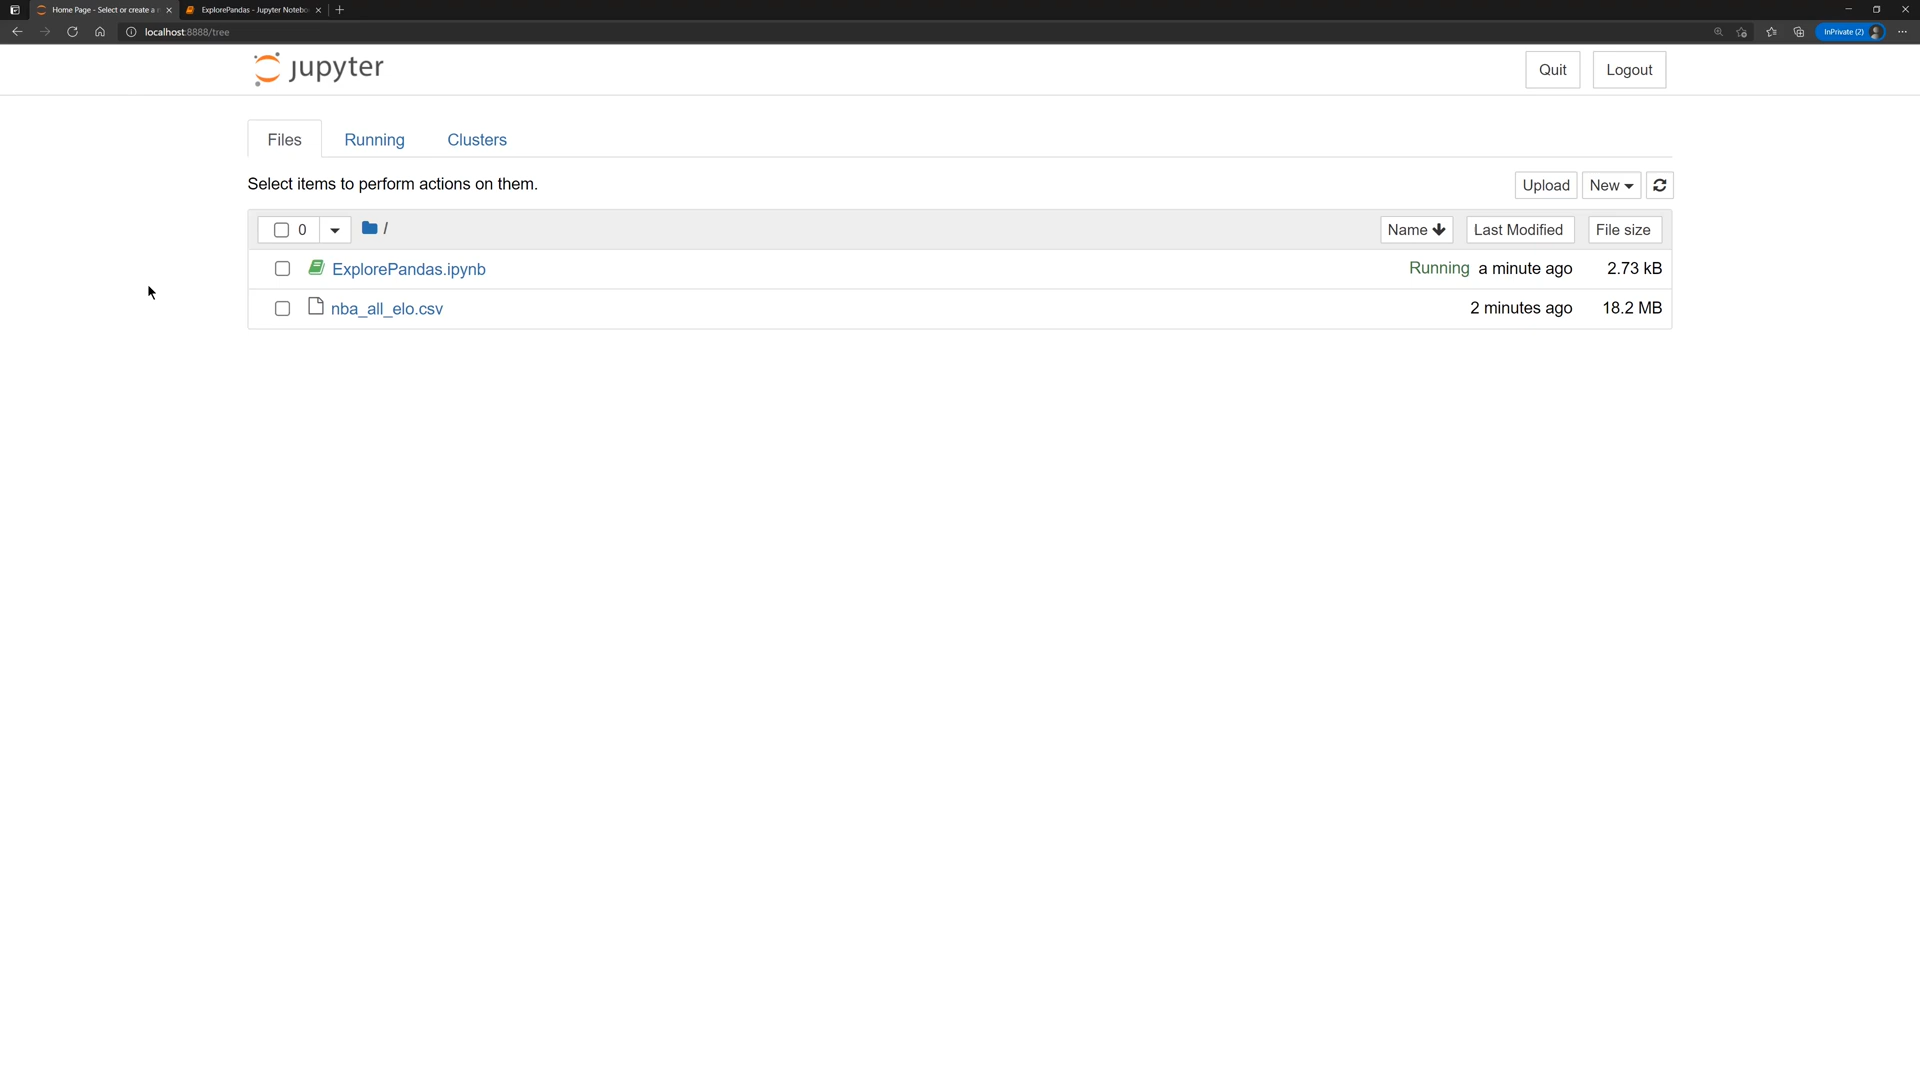 Home Page - Select or create a
ExplorePandas - Jupyter Notebo
localhost:8888/tree
InPrivate (2)
jupyter
Quit
Logout
Files
Running
Clusters
Select items to perform actions on them.
Upload
New
0
/
Name
Last Modified
File size
ExplorePandas.ipynb
Running a minute ago
2.73 kB
nba_all_elo.csv
2 minutes ago
18.2 MB